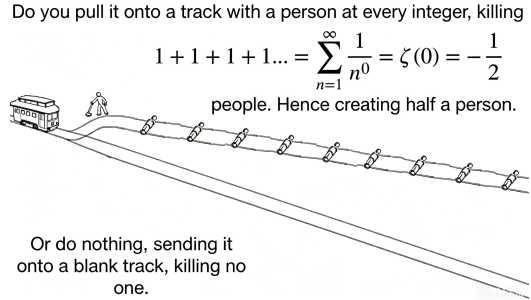 Do you pull it onto a track with a person at every integer, killing
1 + 1 + 1 + 1... = ∑_{n=1}^{∞} 1/n⁰ = ζ(0) = −1/2
people. Hence creating half a person.
Or do nothing, sending it
onto a blank track, killing no
one.